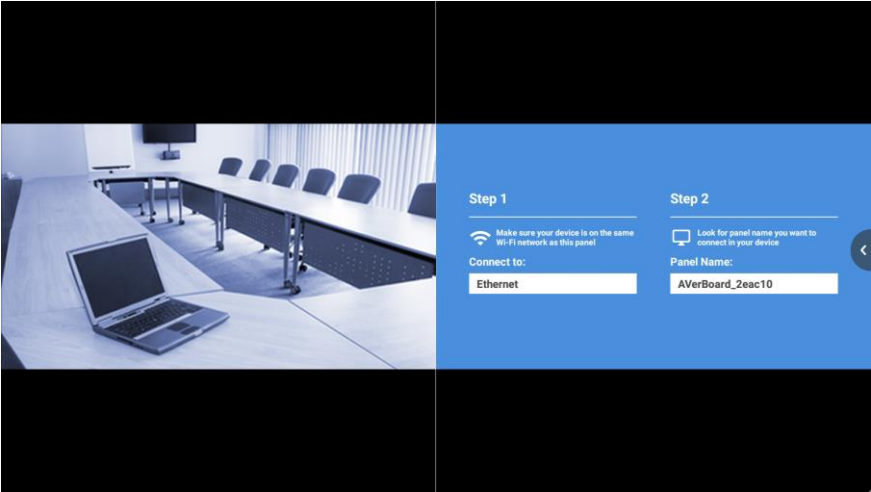 Step 1
Make sure your device is on the same
Wi-Fi network as this panel
Connect to:
Ethernet
Step 2
Look for panel name you want to
connect in your device
Panel Name:
AVerBoard_2eac10